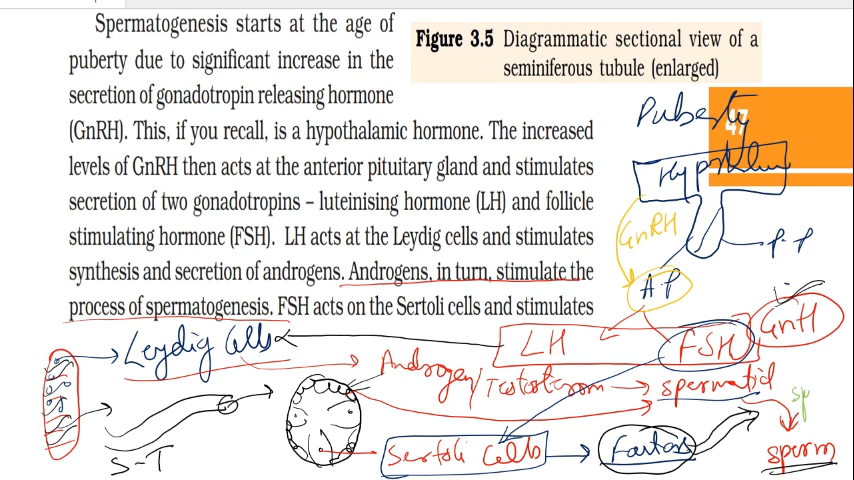 Spermatogenesis starts at the age of
puberty due to significant increase in the
secretion of gonadotropin releasing hormone
(GnRH). This, if you recall, is a hypothalamic hormone. The increased
levels of GnRH then acts at the anterior pituitary gland and stimulates
secretion of two gonadotropins – luteinising hormone (LH) and follicle
stimulating hormone (FSH). LH acts at the Leydig cells and stimulates
synthesis and secretion of androgens. Androgens, in turn, stimulate the
process of spermatogenesis. FSH acts on the Sertoli cells and stimulates
Figure 3.5 Diagrammatic sectional view of a
seminiferous tubule (enlarged)
Puberty
47
GnRH
P.P
AP
GnH
LH
FSH
Leydig Cells
Androgen/Testosterom
spermatid
sp
S-T
Sertoli Cells
sperm